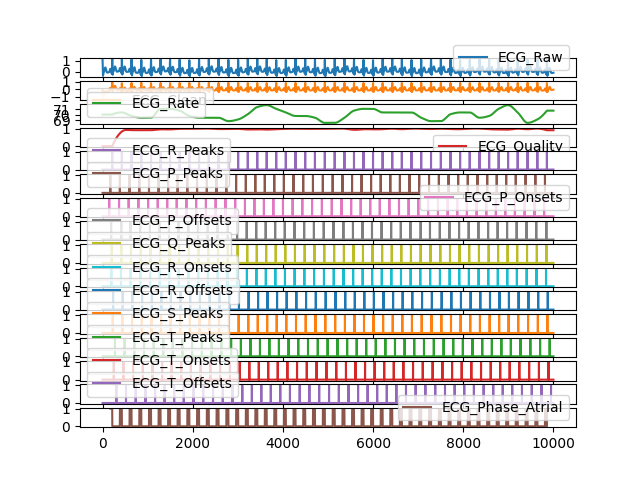 1
0
ECG_Raw
1
0
−1
71
70
69
ECG_Rate
1
0
ECG_Quality
1
0
ECG_R_Peaks
1
0
ECG_P_Peaks
1
0
ECG_P_Onsets
1
0
ECG_P_Offsets
1
0
ECG_Q_Peaks
1
0
ECG_R_Onsets
1
0
ECG_R_Offsets
1
0
ECG_S_Peaks
1
0
ECG_T_Peaks
1
0
ECG_T_Onsets
1
0
ECG_T_Offsets
1
0
ECG_Phase_Atrial
0 2000 4000 6000 8000 10000